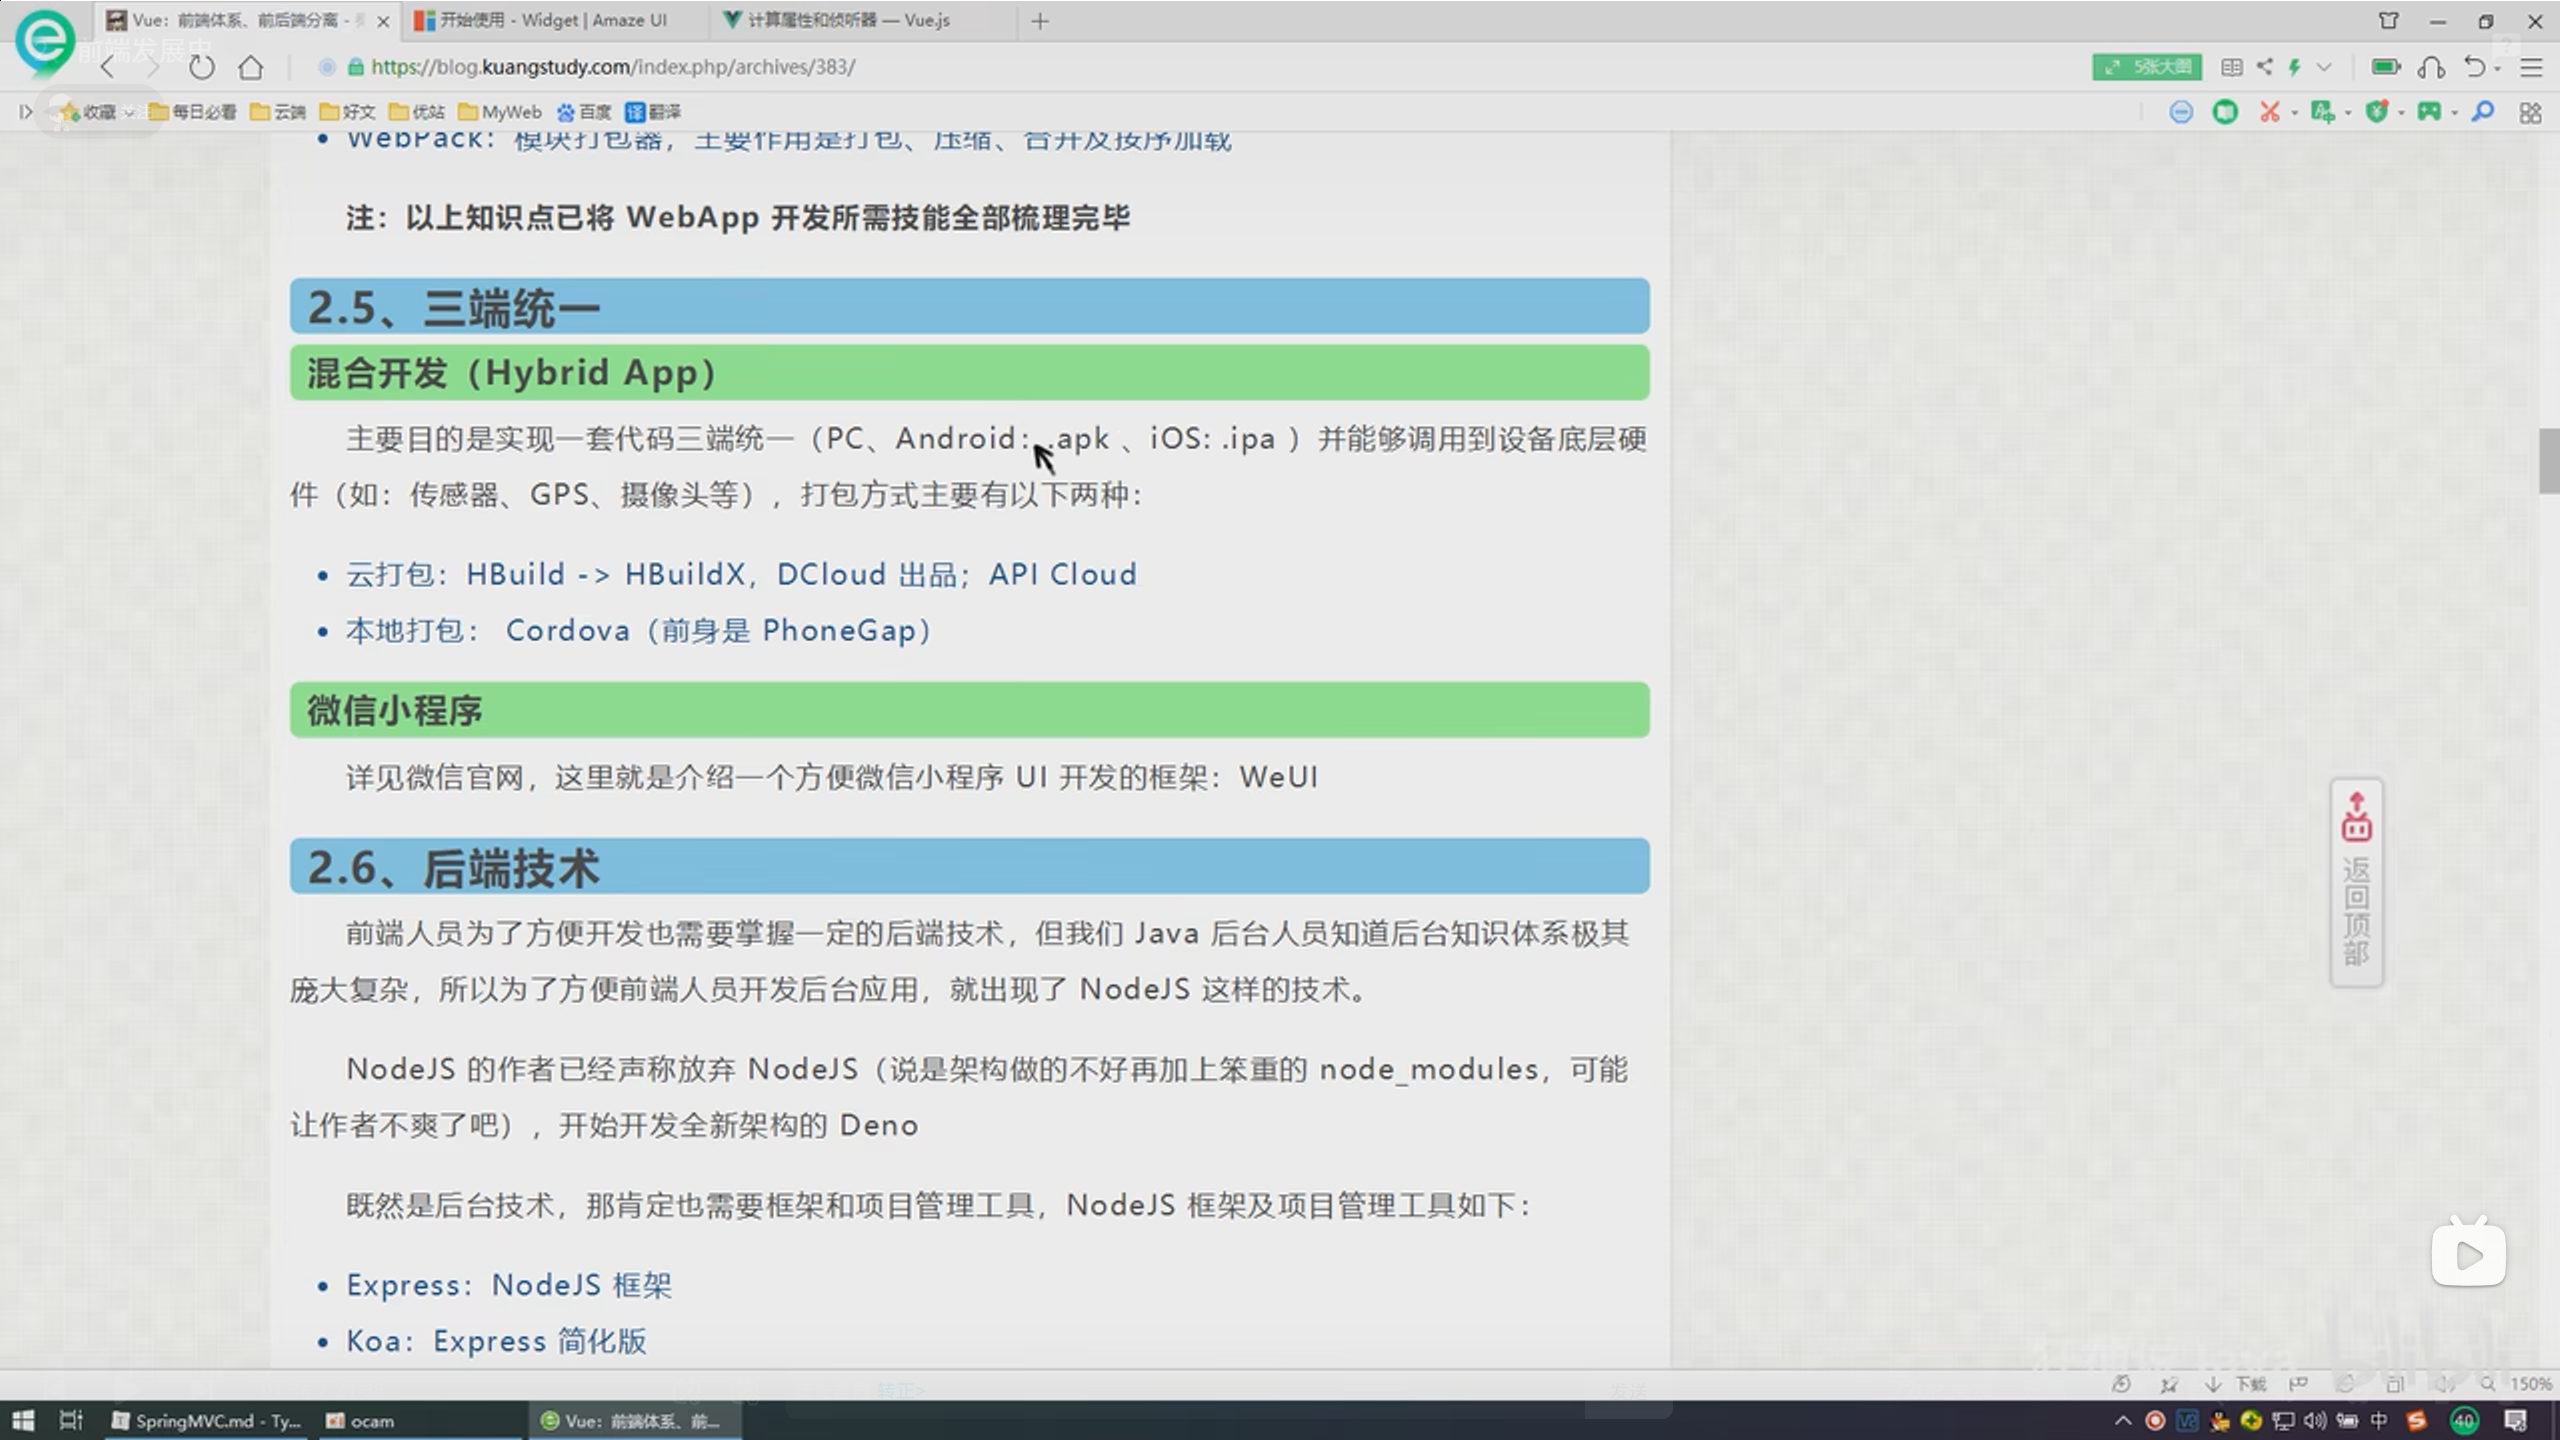 Vue：前端体系、前后端分离 -
开始使用 - Widget | Amaze UI
计算属性和侦听器 — Vue.js
前端发展史
https://blog.kuangstudy.com/index.php/archives/383/
5张大图
收藏
关注
每日必看
云端
好文
优站
MyWeb
百度
翻译
WebPack：模块打包器，主要作用是打包、压缩、合并及按序加载
注：以上知识点已将 WebApp 开发所需技能全部梳理完毕
2.5、三端统一
混合开发（Hybrid App）
主要目的是实现一套代码三端统一（PC、Android: .apk 、iOS: .ipa ）并能够调用到设备底层硬
件（如：传感器、GPS、摄像头等），打包方式主要有以下两种：
云打包：HBuild -> HBuildX，DCloud 出品；API Cloud
本地打包： Cordova（前身是 PhoneGap）
微信小程序
详见微信官网，这里就是介绍一个方便微信小程序 UI 开发的框架：WeUI
2.6、后端技术
前端人员为了方便开发也需要掌握一定的后端技术，但我们 Java 后台人员知道后台知识体系极其
庞大复杂，所以为了方便前端人员开发后台应用，就出现了 NodeJS 这样的技术。
NodeJS 的作者已经声称放弃 NodeJS（说是架构做的不好再加上笨重的 node_modules，可能
让作者不爽了吧），开始开发全新架构的 Deno
既然是后台技术，那肯定也需要框架和项目管理工具，NodeJS 框架及项目管理工具如下：
Express：NodeJS 框架
Koa：Express 简化版
返回顶部
转正>
发送
bilibili
下载
150%
SpringMVC.md - Ty...
ocam
Vue：前端体系、前...
中
40